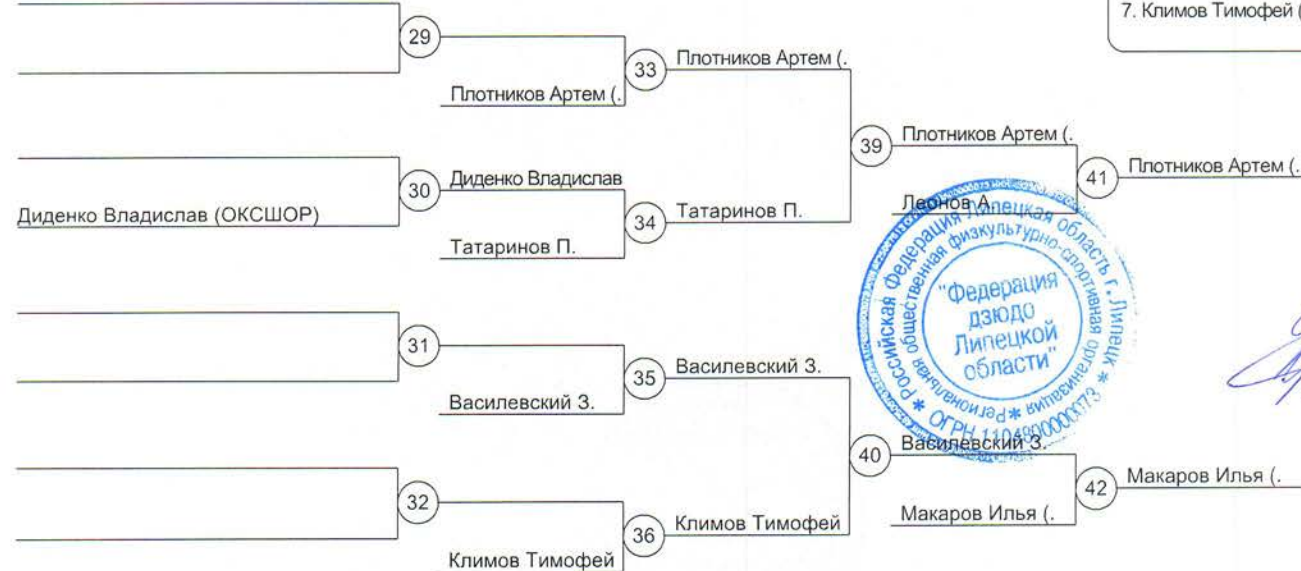 7. Климов Тимофей (
29
33
Плотников Артем (.
Плотников Артем (.
39
Плотников Артем (.
41
Плотников Артем (.
30
Диденко Владислав
Леонов А.
Диденко Владислав (ОКСШОР)
34
Татаринов П.
Татаринов П.
Российская Федерация Липецкая область г. Липецк * ОГРН 1104800000073 *
Региональная общественная физкультурно-спортивная организация *
"Федерация
дзюдо
Липецкой
области"
31
35
Василевский З.
Василевский З.
40
Василевский З.
32
42
Макаров Илья (.
Макаров Илья (.
36
Климов Тимофей
Климов Тимофей